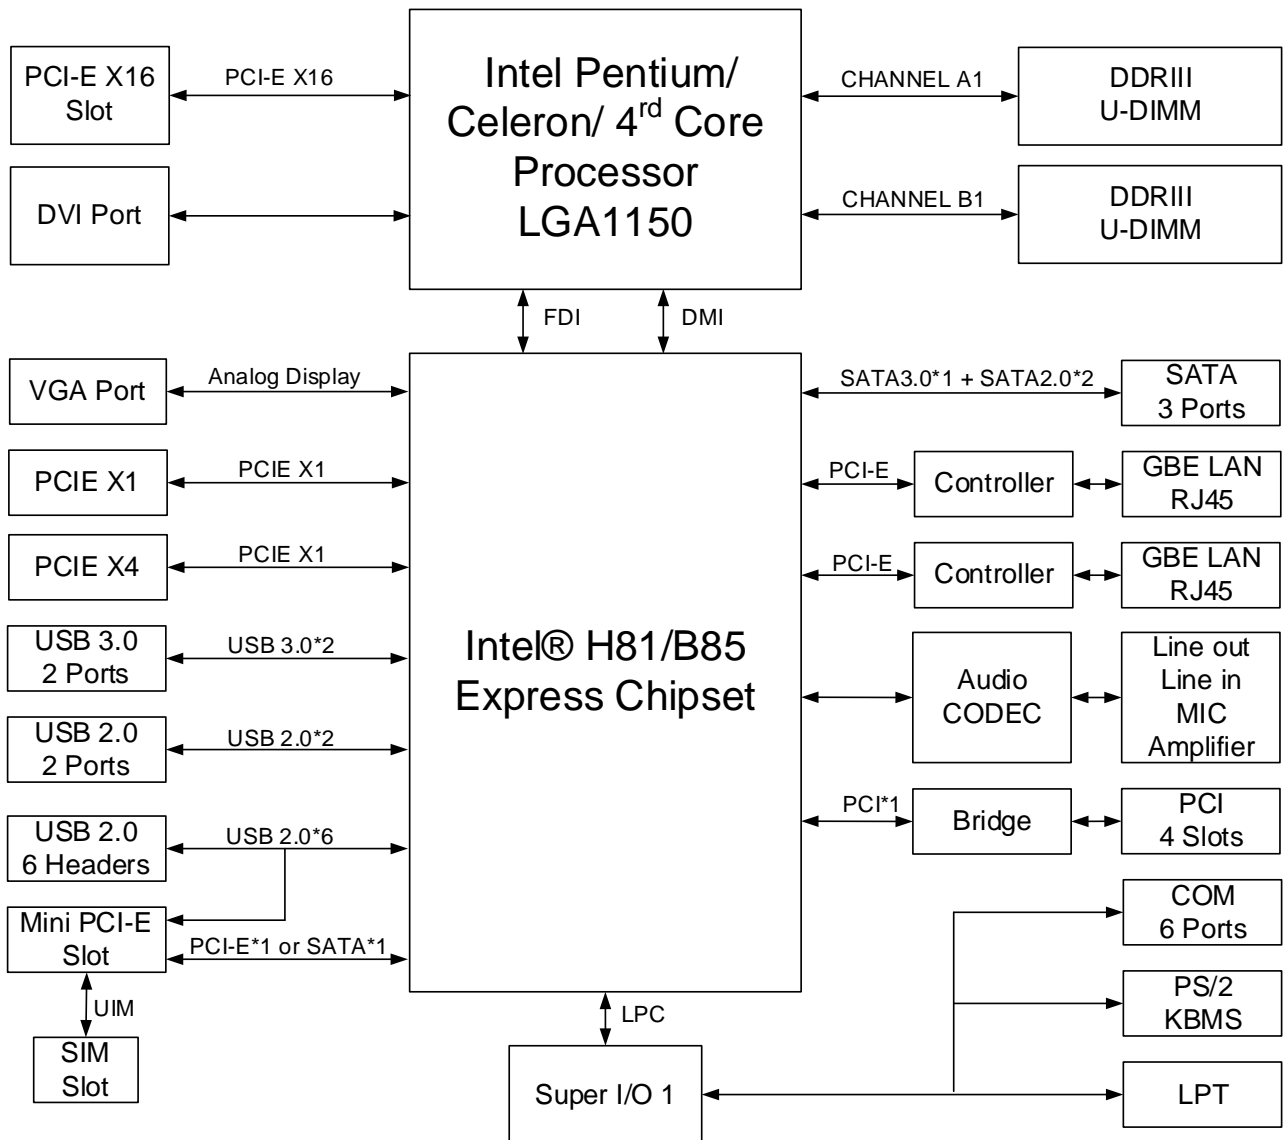 PCI-E X16
Slot
PCI-E X16
Intel Pentium/
Celeron/ 4rd Core
Processor
LGA1150
CHANNEL A1
DDRIII
U-DIMM
DVI Port
CHANNEL B1
DDRIII
U-DIMM
FDI
DMI
VGA Port
Analog Display
Intel® H81/B85
Express Chipset
SATA3.0*1 + SATA2.0*2
SATA
3 Ports
PCIE X1
PCIE X1
PCI-E
Controller
GBE LAN
RJ45
PCIE X4
PCIE X1
PCI-E
Controller
GBE LAN
RJ45
USB 3.0
2 Ports
USB 3.0*2
Audio
CODEC
Line out
Line in
MIC
Amplifier
USB 2.0
2 Ports
USB 2.0*2
PCI*1
Bridge
PCI
4 Slots
USB 2.0
6 Headers
USB 2.0*6
Mini PCI-E
Slot
PCI-E*1 or SATA*1
COM
6 Ports
UIM
SIM
Slot
LPC
Super I/O 1
PS/2
KBMS
LPT